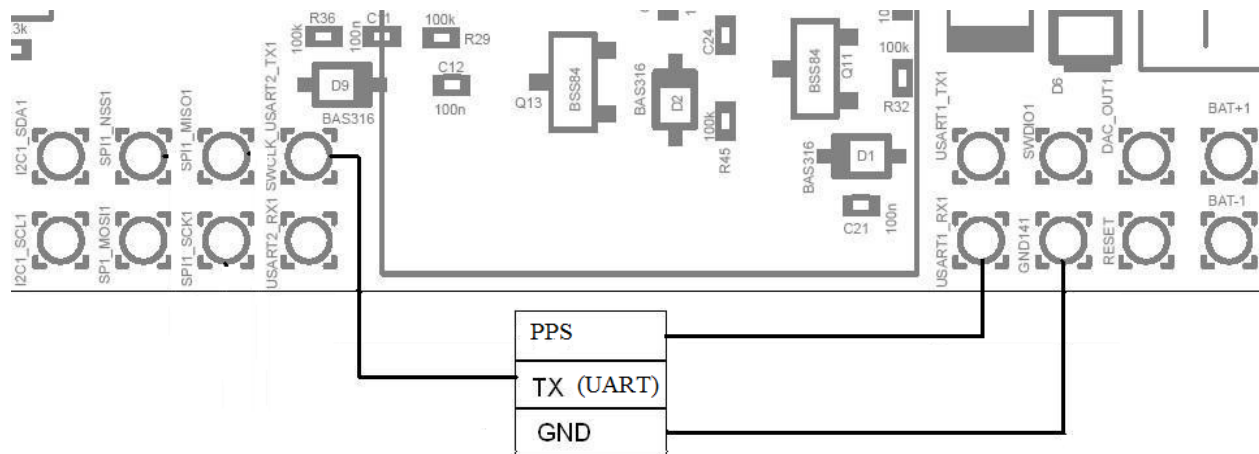 .3k
R36
C11
100k
100n
100k
R29
C12
100n
D9
BAS316
Q13
BSS84
BAS316
D2
C24
100k
R45
BSS84
Q11
100k
R32
BAS316
D1
C21
100n
D6
I2C1_SDA1
SPI1_NSS1
SPI1_MISO1
SWCLK_USART2_TX1
USART1_TX1
SWDIO1
DAC_OUT1
BAT+1
I2C1_SCL1
SP1_MOSI1
SPI1_SCK1
USART2_RX1
USART1_RX1
GND141
RESET
BAT-1
PPS
TX (UART)
GND